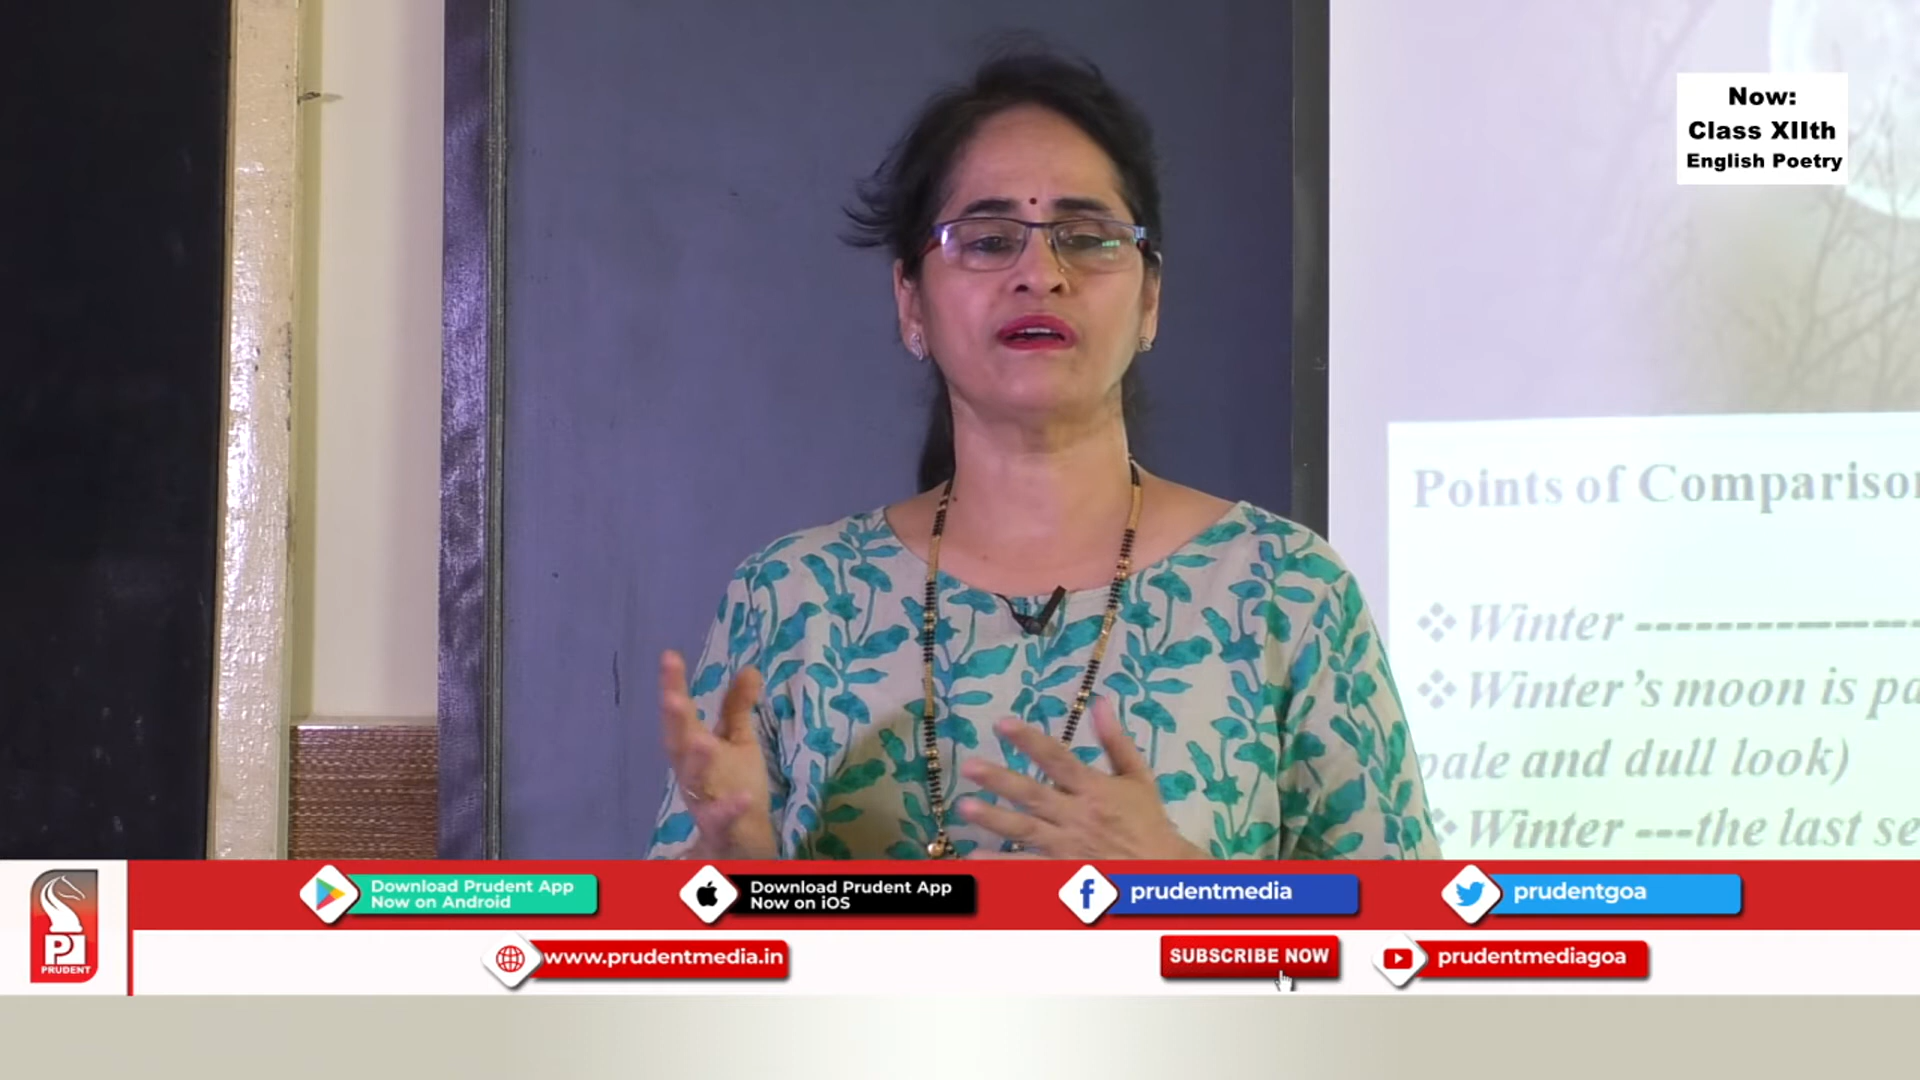 Now:
Class XIIth
English Poetry
Points of Comparison
Winter --------------
Winter's moon is pa
pale and dull look)
Winter ---the last se
Download Prudent App
Now on Android
Download Prudent App
Now on iOS
prudentmedia
prudentgoa
PRUDENT
www.prudentmedia.in
SUBSCRIBE NOW
prudentmediagoa